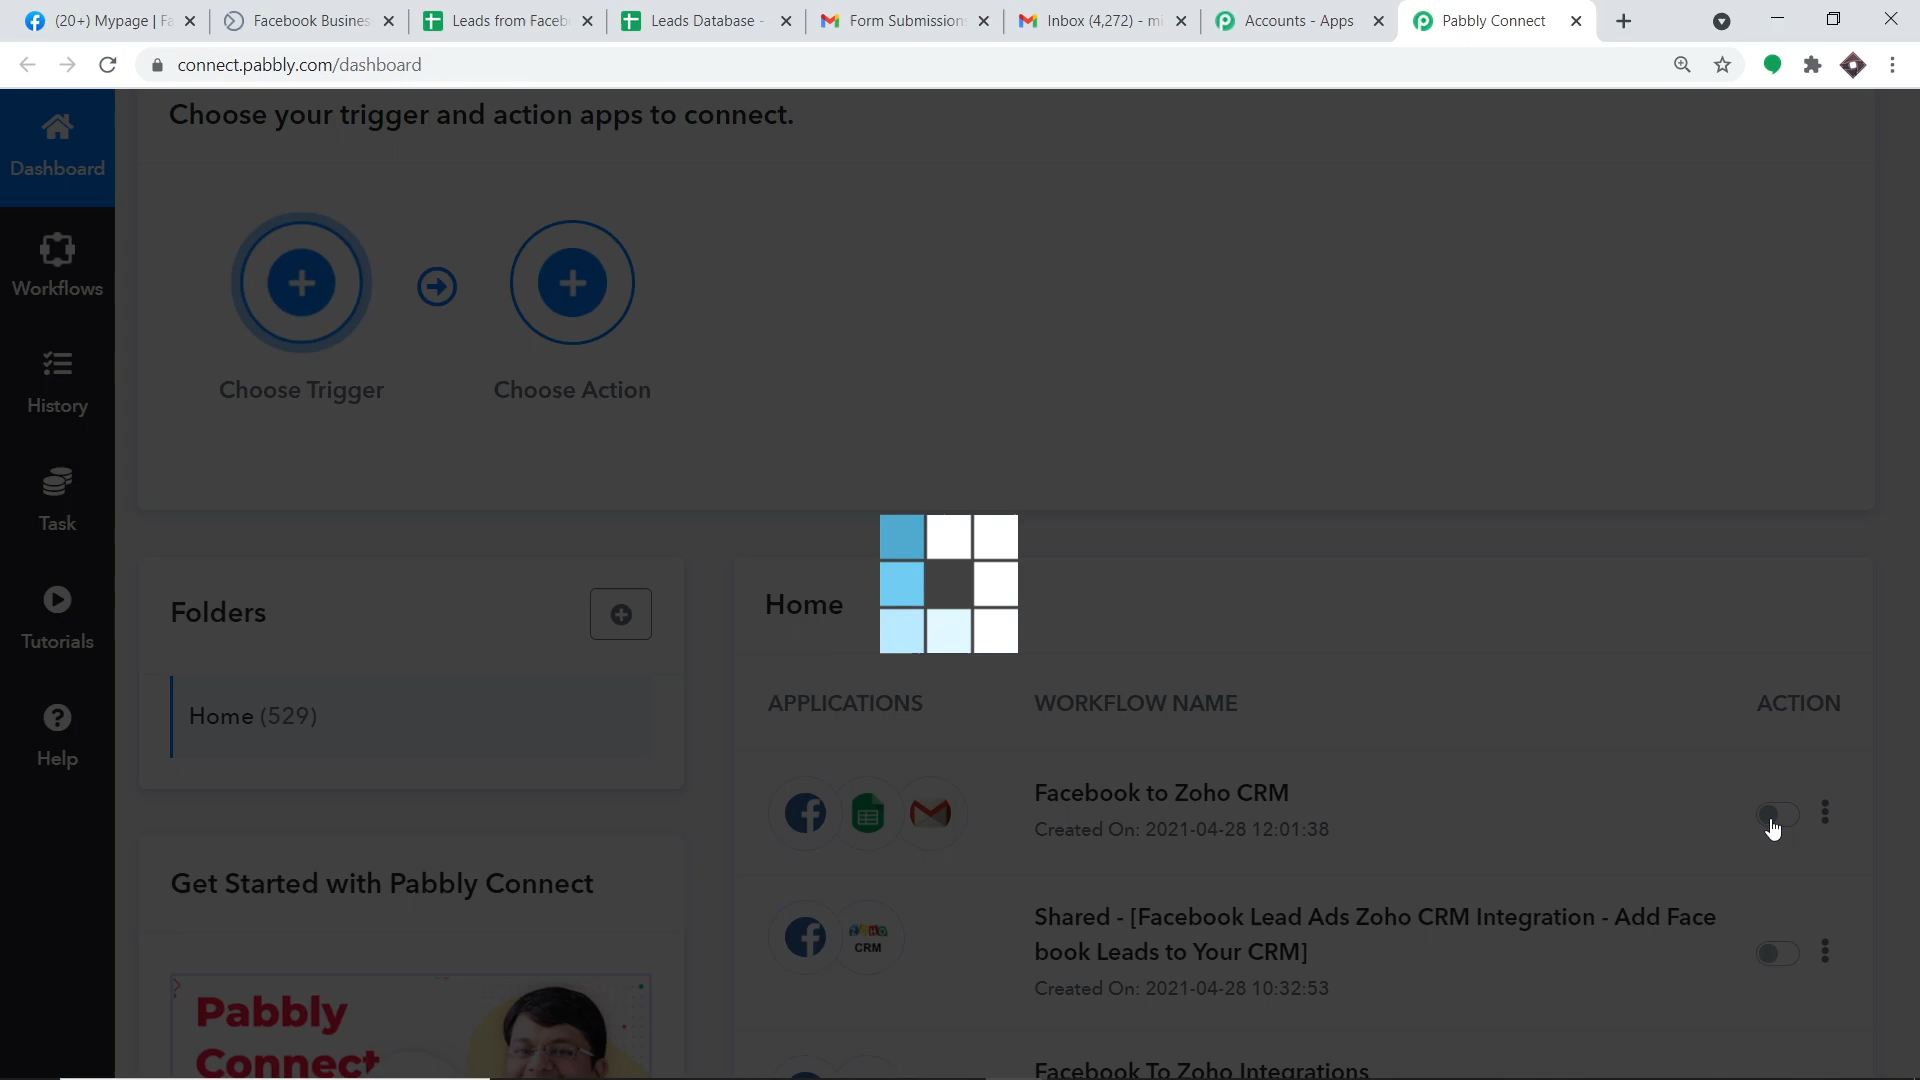 (20+) Mypage | Fa
Facebook Busines
Leads from Faceb
Leads Database -
Form Submission
Inbox (4,272) - mi
Accounts - Apps
Pabbly Connect
connect.pabbly.com/dashboard
Choose your trigger and action apps to connect.
Dashboard
Workflows
History
Task
Tutorials
Help
Choose Trigger
Choose Action
Folders
Home (529)
Get Started with Pabbly Connect
Pabbly
Connect
Home
APPLICATIONS
WORKFLOW NAME
ACTION
Facebook to Zoho CRM
Created On: 2021-04-28 12:01:38
ZOHO
CRM
Shared - [Facebook Lead Ads Zoho CRM Integration - Add Face
book Leads to Your CRM]
Created On: 2021-04-28 10:32:53
Facebook To Zoho Integrations